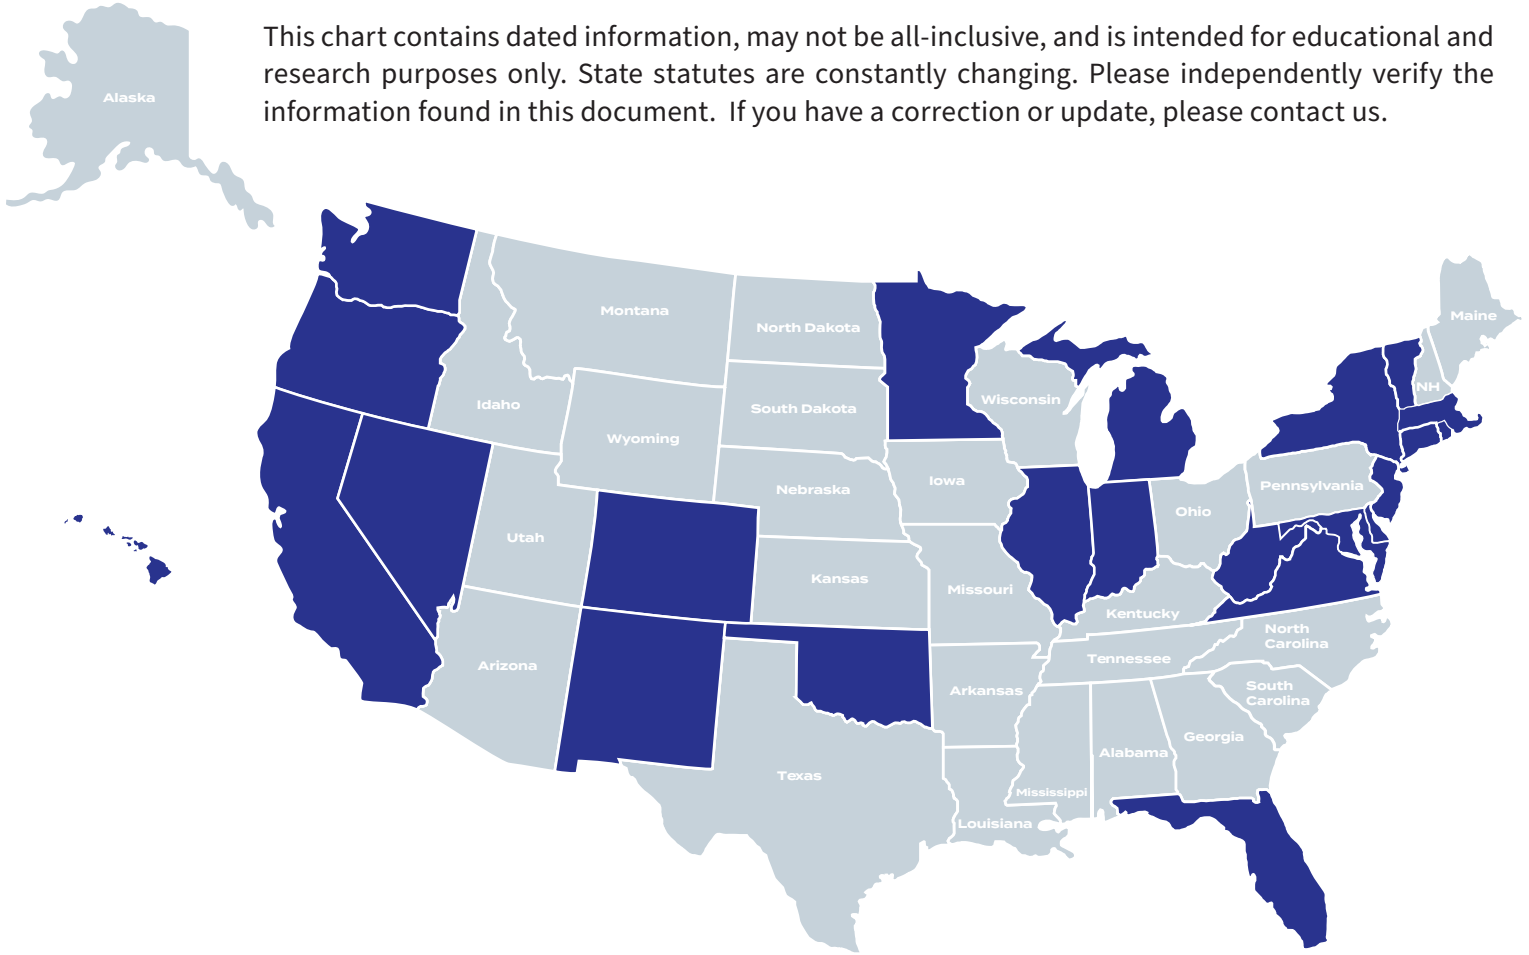 This chart contains dated information, may not be all-inclusive, and is intended for educational and
research purposes only. State statutes are constantly changing. Please independently verify the
information found in this document. If you have a correction or update, please contact us.
Alaska
Montana
North Dakota
Maine
Idaho
South Dakota
Wisconsin
NH
Wyoming
Nebraska
Iowa
Pennsylvania
Ohio
Utah
Kansas
Missouri
Kentucky
North
Carolina
Arizona
Tennessee
Arkansas
South
Carolina
Georgia
Alabama
Texas
Mississippi
Louisiana